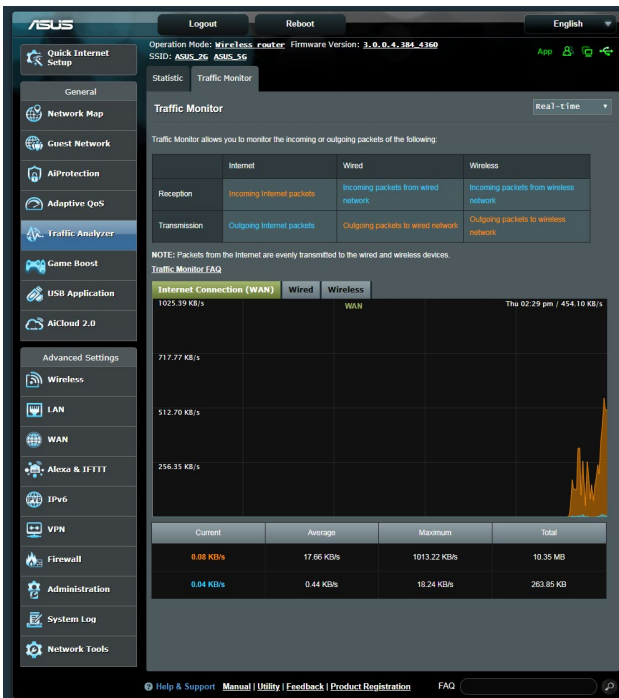 ASUS
Logout Reboot English
Quick Internet Setup
Operation Mode: Wireless router Firmware Version: 3.0.0.4.384_4360
SSID: ASUS_2G ASUS_5G
App
Statistic Traffic Monitor
General
Network Map
Guest Network
AiProtection
Adaptive QoS
Traffic Analyzer
Game Boost
USB Application
AiCloud 2.0
Advanced Settings
Wireless
LAN
WAN
Alexa & IFTTT
IPv6
VPN
Firewall
Administration
System Log
Network Tools
Traffic Monitor
Real-time
Traffic Monitor allows you to monitor the incoming or outgoing packets of the following:
Internet Wired Wireless
Reception Incoming Internet packets Incoming packets from wired network Incoming packets from wireless network
Transmission Outgoing Internet packets Outgoing packets to wired network Outgoing packets to wireless network
NOTE: Packets from the Internet are evenly transmitted to the wired and wireless devices.
Traffic Monitor FAQ
Internet Connection (WAN) Wired Wireless
1025.39 KB/s WAN Thu 02:29 pm / 454.10 KB/s
717.77 KB/s
512.70 KB/s
256.35 KB/s
Current Average Maximum Total
0.08 KB/s 17.66 KB/s 1013.22 KB/s 10.35 MB
0.04 KB/s 0.44 KB/s 18.24 KB/s 263.85 KB
Help & Support Manual | Utility | Feedback | Product Registration FAQ